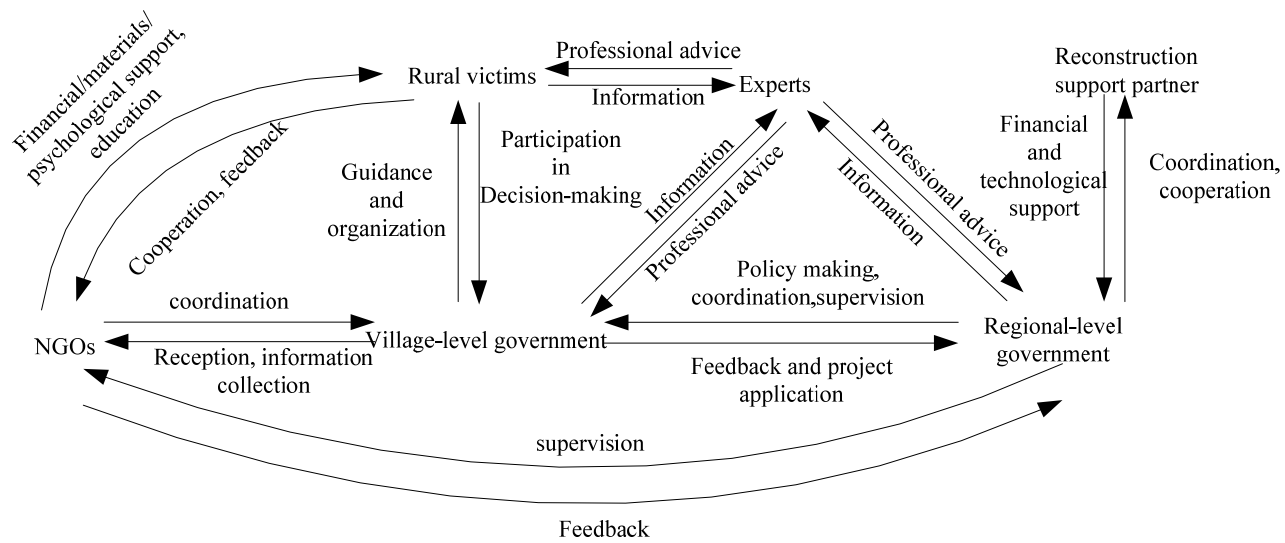 Financial/materials/
psychological support,
education
Professional advice
Rural victims
Experts
Information
Reconstruction
support partner
Cooperation, feedback
Guidance
and
organization
Participation
in
Decision-making
Information
Professional advice
Professional advice
Information
Financial
and
technological
support
Coordination,
cooperation
coordination
Policy making,
coordination,supervision
NGOs
Village-level government
Regional-level
government
Reception, information
collection
Feedback and project
application
supervision
Feedback